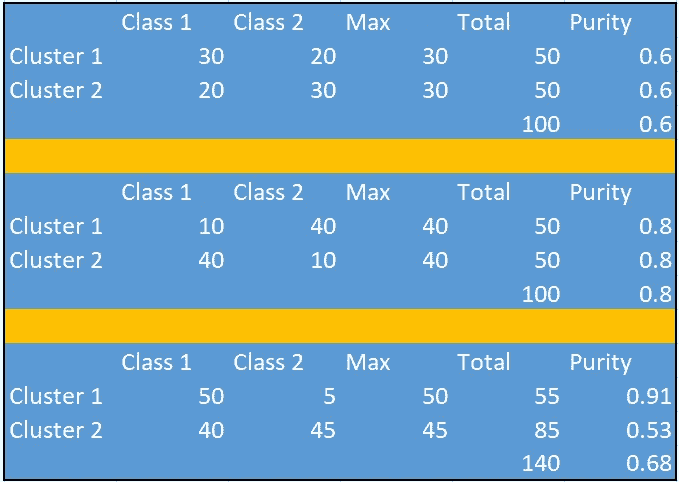 Class 1 Class 2 Max Total Purity
Cluster 1 30 20 30 50 0.6
Cluster 2 20 30 30 50 0.6
100 0.6
Class 1 Class 2 Max Total Purity
Cluster 1 10 40 40 50 0.8
Cluster 2 40 10 40 50 0.8
100 0.8
Class 1 Class 2 Max Total Purity
Cluster 1 50 5 50 55 0.91
Cluster 2 40 45 45 85 0.53
140 0.68